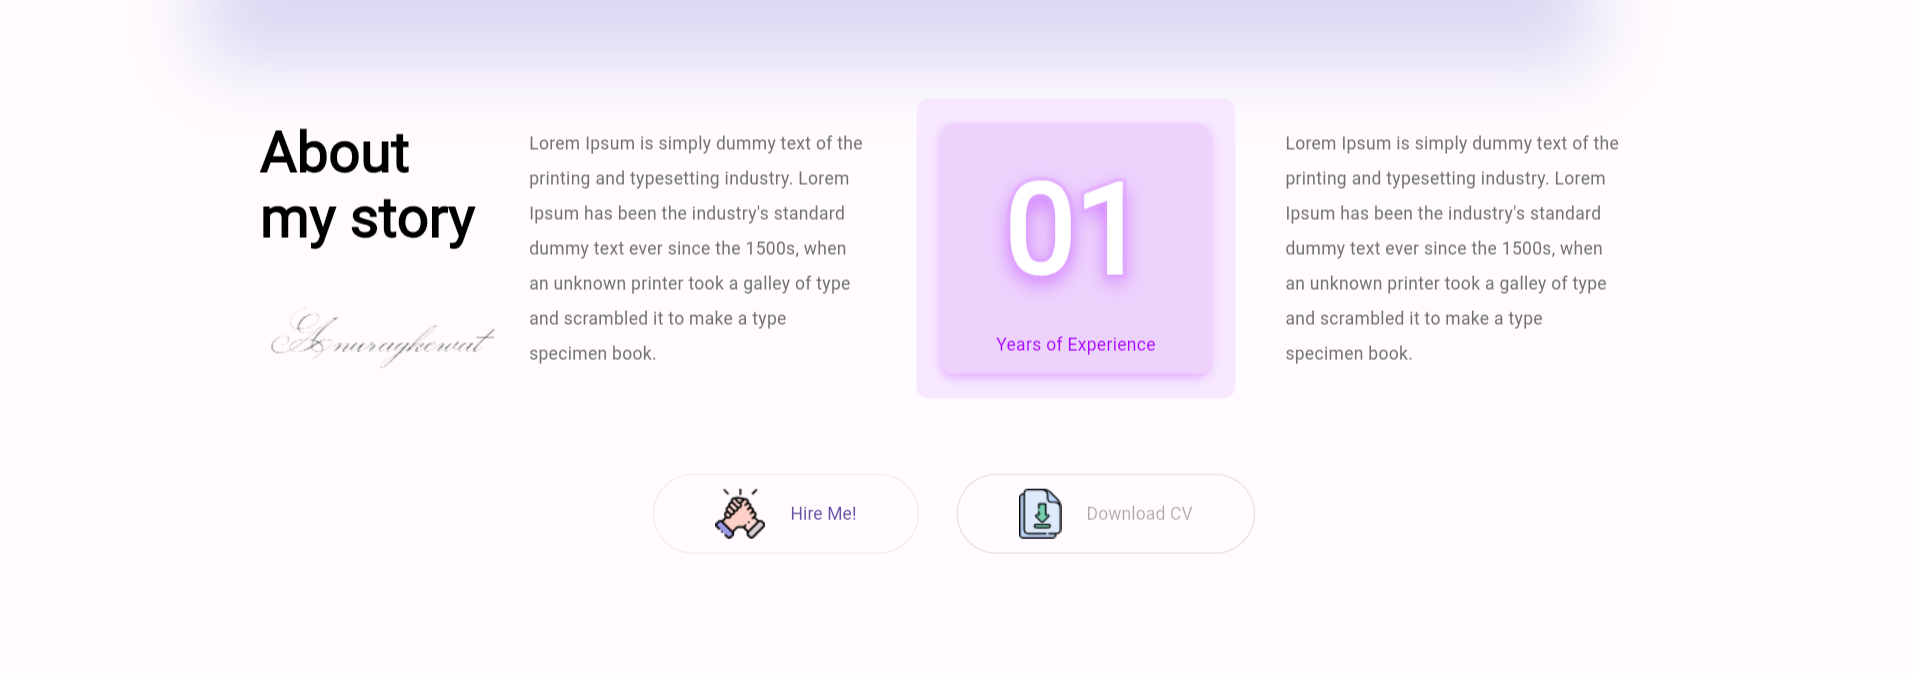 About
my story
Anuragkewat
Lorem Ipsum is simply dummy text of the
printing and typesetting industry. Lorem
Ipsum has been the industry's standard
dummy text ever since the 1500s, when
an unknown printer took a galley of type
and scrambled it to make a type
specimen book.
01
Years of Experience
Lorem Ipsum is simply dummy text of the
printing and typesetting industry. Lorem
Ipsum has been the industry's standard
dummy text ever since the 1500s, when
an unknown printer took a galley of type
and scrambled it to make a type
specimen book.
Hire Me!
Download CV